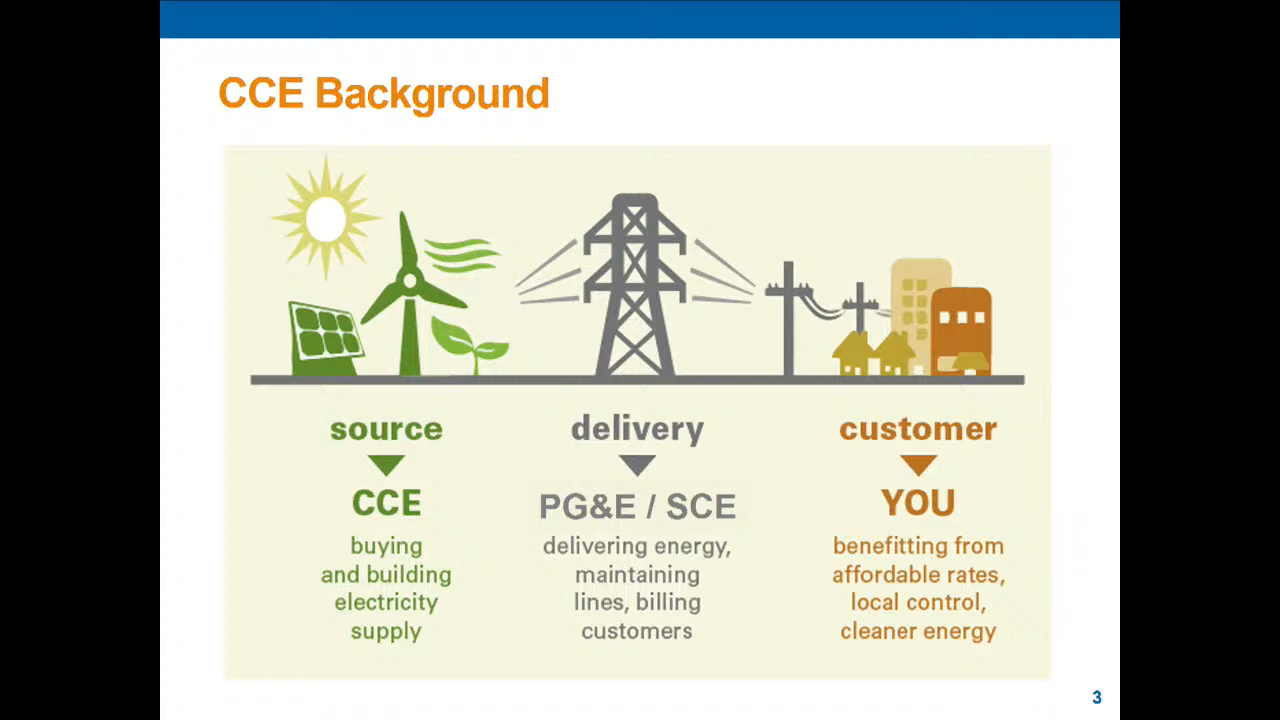 CCE Background
source
CCE
buying
and building
electricity
supply
delivery
PG&E / SCE
delivering energy,
maintaining
lines, billing
customers
customer
YOU
benefitting from
affordable rates,
local control,
cleaner energy
3